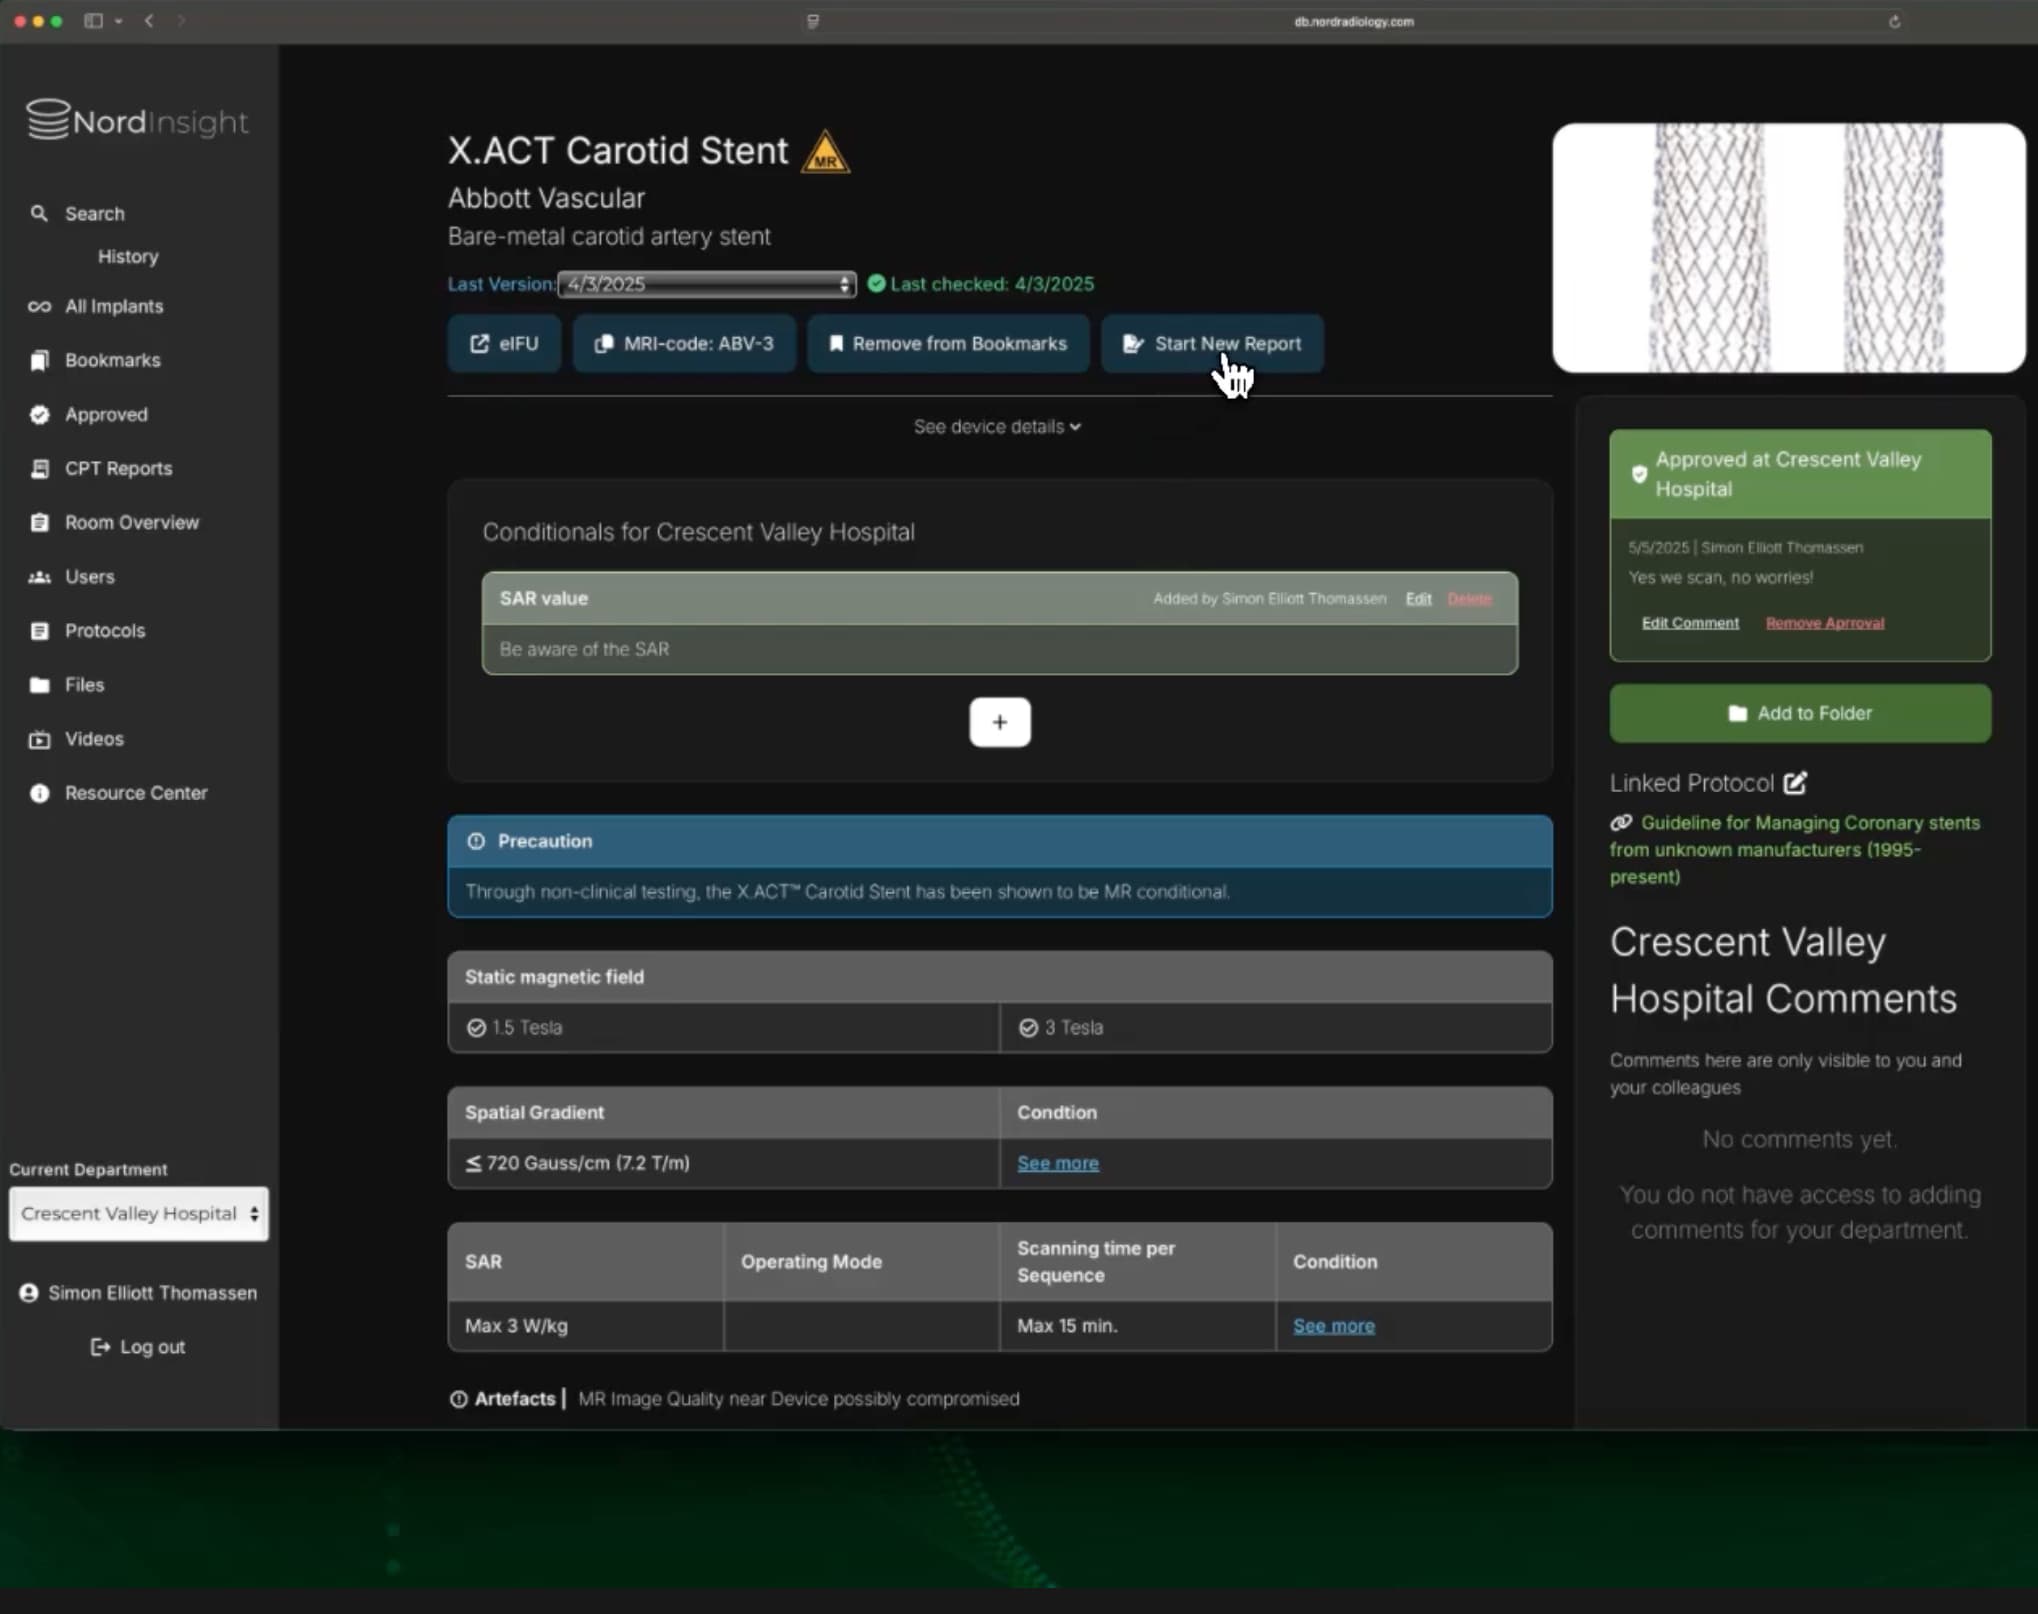 db.nordradiology.com
NordInsight
Search
History
All Implants
Bookmarks
Approved
CPT Reports
Room Overview
Users
Protocols
Files
Videos
Resource Center
Current Department
Crescent Valley Hospital
Simon Elliott Thomassen
Log out
X.ACT Carotid Stent
MR
Abbott Vascular
Bare-metal carotid artery stent
Last Version: 4/3/2025 Last checked: 4/3/2025
eIFU MRI-code: ABV-3 Remove from Bookmarks Start New Report
See device details
Conditionals for Crescent Valley Hospital
SAR value Added by Simon Elliott Thomassen Edit Delete
Be aware of the SAR
+
Precaution
Through non-clinical testing, the X.ACT™ Carotid Stent has been shown to be MR conditional.
Static magnetic field
1.5 Tesla 3 Tesla
Spatial Gradient Condtion
≤ 720 Gauss/cm (7.2 T/m) See more
SAR Operating Mode Scanning time per
Sequence Condition
Max 3 W/kg Max 15 min. See more
Artefacts | MR Image Quality near Device possibly compromised
Approved at Crescent Valley
Hospital
5/5/2025 | Simon Elliott Thomassen
Yes we scan, no worries!
Edit Comment Remove Aprroval
Add to Folder
Linked Protocol
Guideline for Managing Coronary stents
from unknown manufacturers (1995-
present)
Crescent Valley
Hospital Comments
Comments here are only visible to you and
your colleagues
No comments yet.
You do not have access to adding
comments for your department.